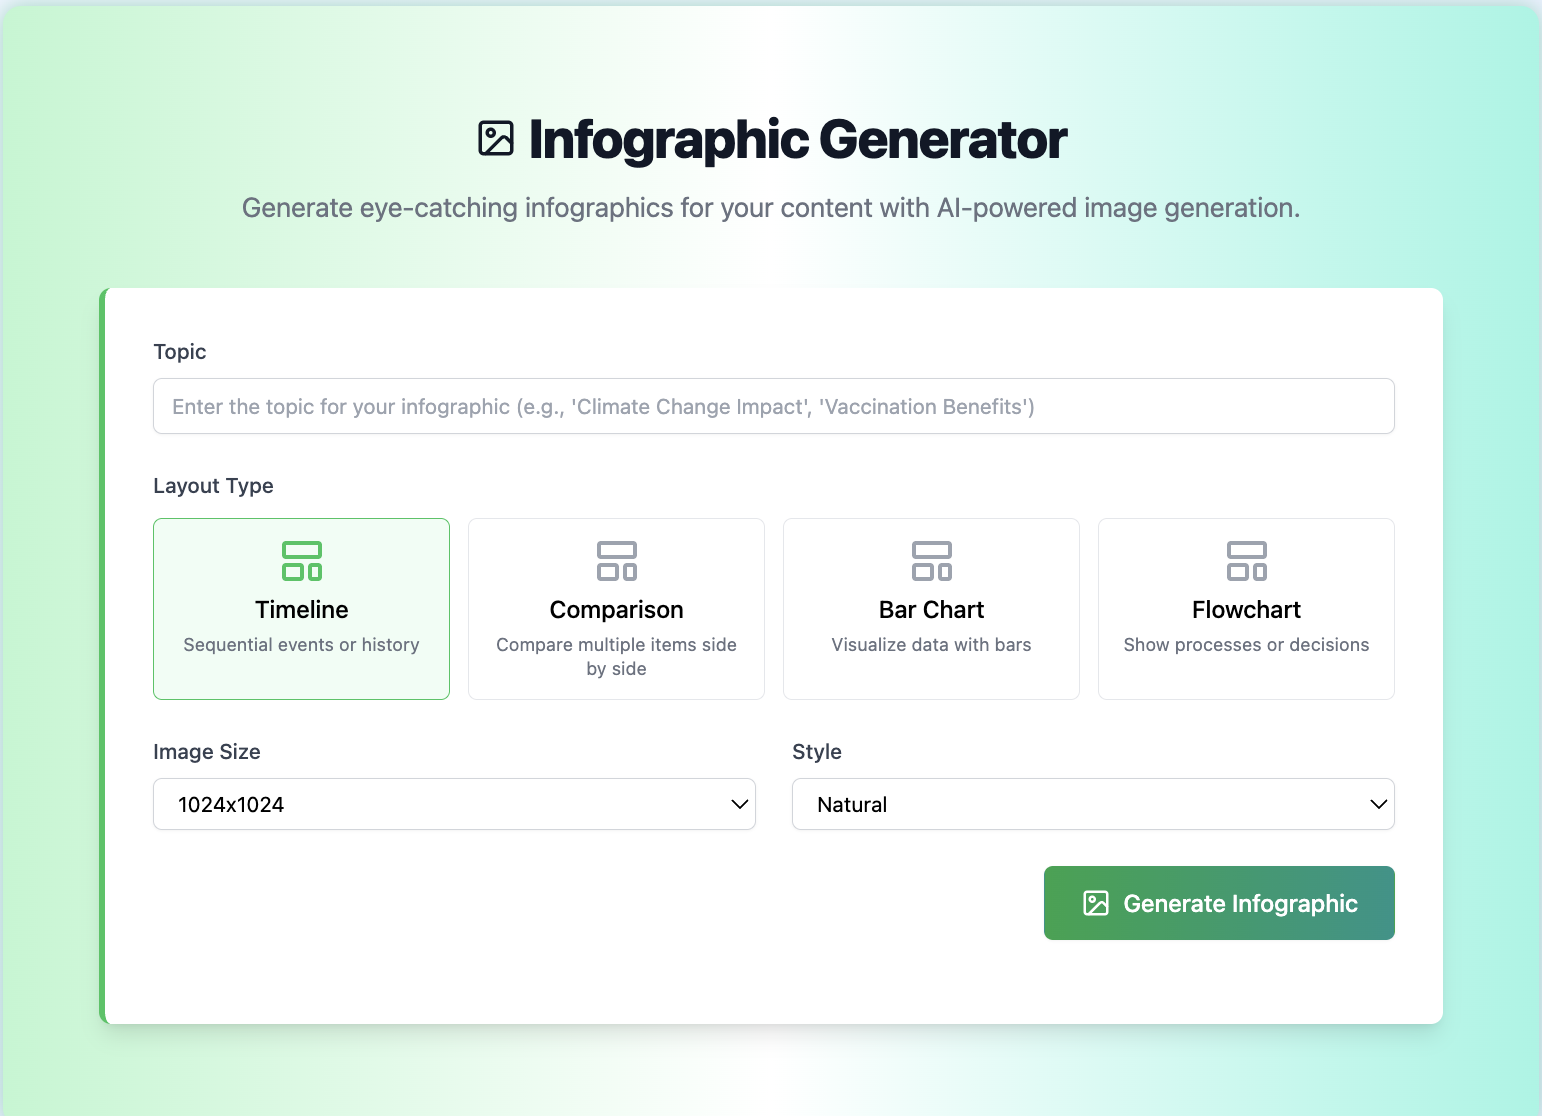 Infographic Generator
Generate eye-catching infographics for your content with AI-powered image generation.
Topic
Enter the topic for your infographic (e.g., 'Climate Change Impact', 'Vaccination Benefits')
Layout Type
Timeline
Sequential events or history
Comparison
Compare multiple items side
by side
Bar Chart
Visualize data with bars
Flowchart
Show processes or decisions
Image Size
1024x1024
Style
Natural
Generate Infographic